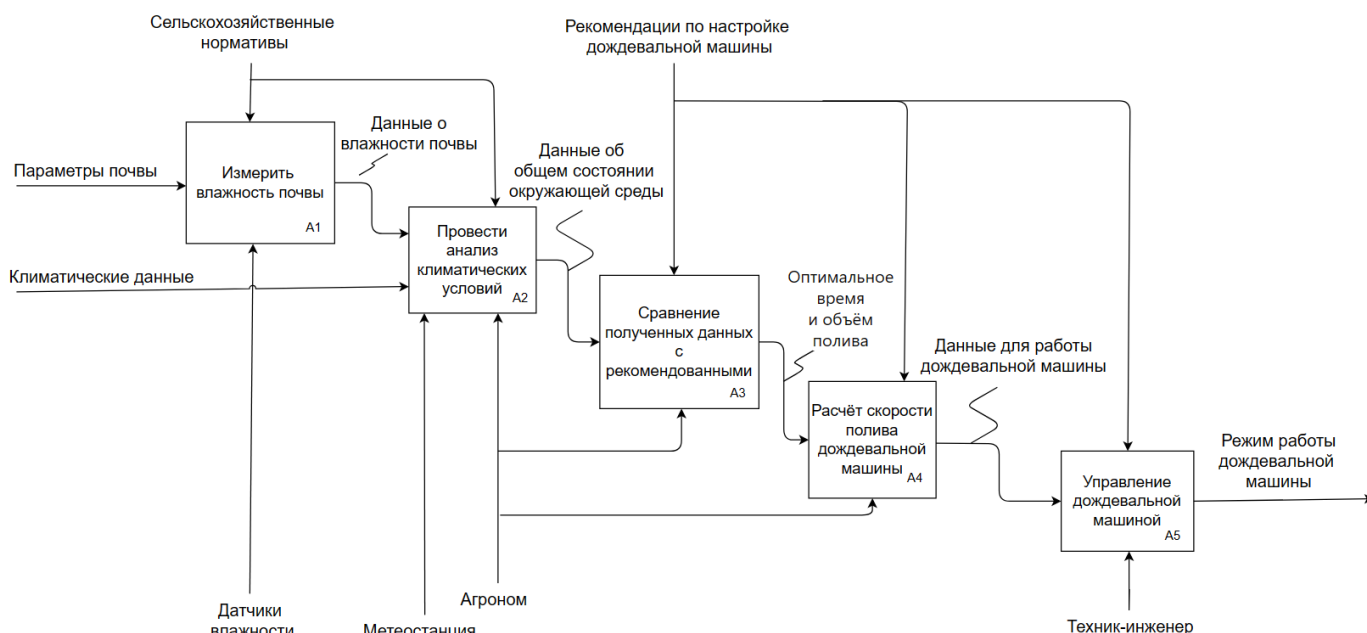 Сельскохозяйственные
нормативы
Рекомендации по настройке
дождевальной машины
Данные о
влажности почвы
Параметры почвы
Измерить
влажность почвы
A1
Данные об
общем состоянии
окружающей среды
Климатические данные
Провести
анализ
климатических
условий
A2
Оптимальное
время
и объём
полива
Сравнение
полученных данных
с
рекомендованными
A3
Данные для работы
дождевальной машины
Расчёт скорости
полива
дождевальной
машины
A4
Режим работы
дождевальной
машины
Управление
дождевальной
машиной
A5
Датчики
влажности
Метеостанция
Агроном
Техник-инженер